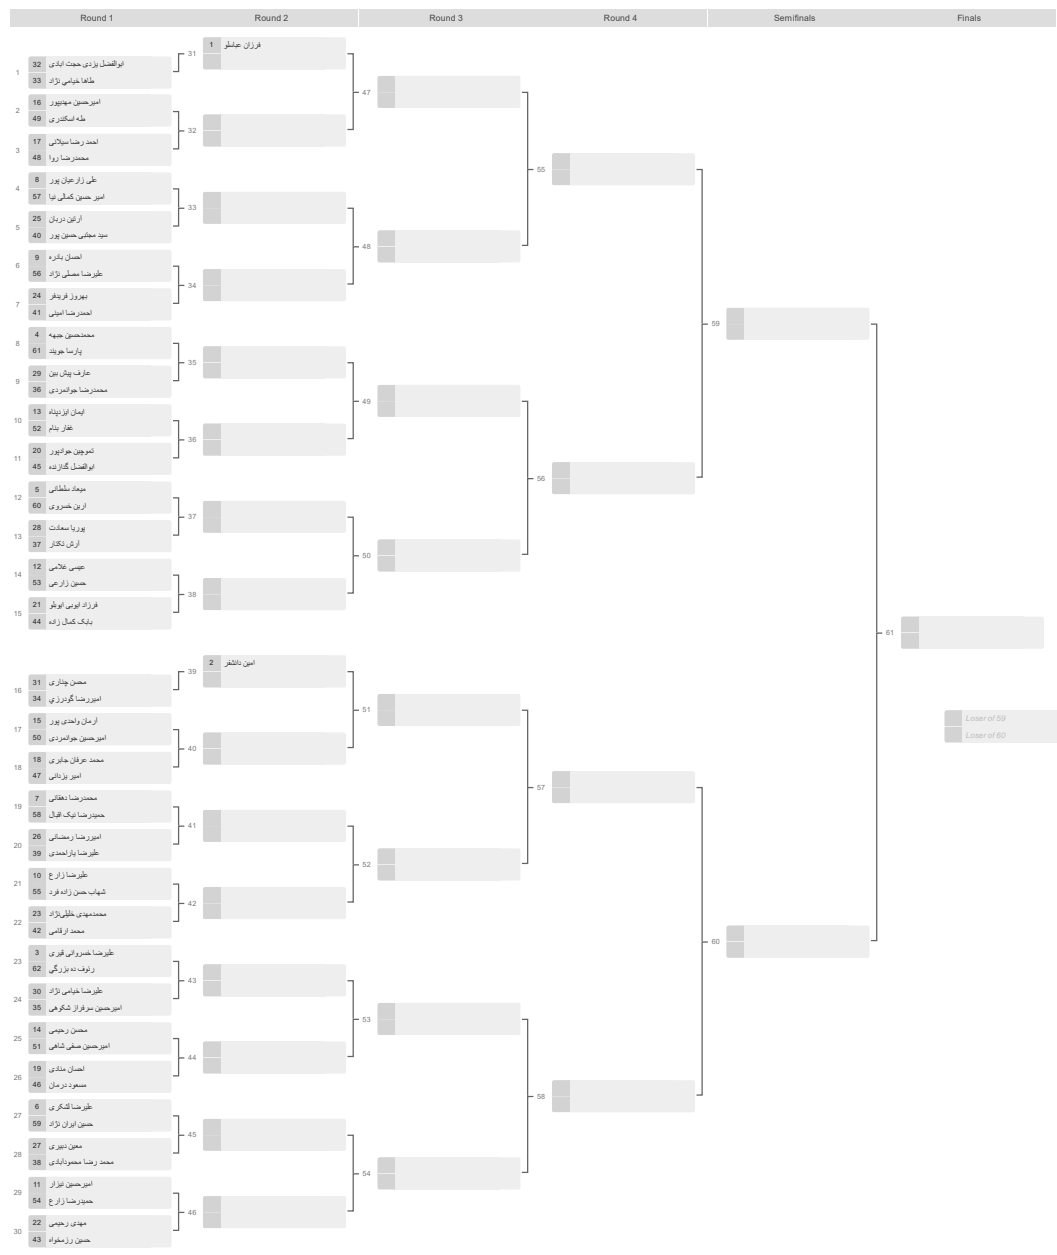 Round 1
Round 2
Round 3
Round 4
Semifinals
Finals
1 فرزان عباسلو
31
1
32 ابوالفضل یزدی حجت ابادی
33 طاها خیامی نژاد
47
2
16 امیرحسین مهدیپور
49 طه اسکندری
32
3
17 احمد رضا سیلانی
48 محمدرضا روا
55
4
8 علی زارعیان پور
57 امیر حسین کمالی نیا
33
5
25 ارتین دربان
40 سید مجتبی حسین پور
48
6
9 احسان بادره
56 علیرضا مصلی نژاد
34
7
24 بهروز فریدفر
41 احمدرضا امینی
59
8
4 محمدحسین جبهه
61 پارسا جویند
35
9
29 عارف پیش بین
36 محمدرضا جوانمردی
49
10
13 ایمان ایزدپناه
52 غفار بنام
36
11
20 تموچین جوادپور
45 ابوالفضل گدازنده
56
12
5 میعاد سلطانی
60 ارین خسروی
37
13
28 پوریا سعادت
37 ارش تکتار
50
14
12 عیسی غلامی
53 حسین زارعی
38
15
21 فرزاد ایوبی ایوبلو
44 بابک کمال زاده
61
2 امین دانشفر
39
16
31 محسن چناری
34 امیررضا گودرزي
51
17
15 ارمان واحدی پور
50 امیرحسین جوانمردی
40
18
18 محمد عرفان جابری
47 امیر یزدانی
Loser of 59
Loser of 60
57
19
7 محمدرضا دهقانی
58 حمیدرضا نیک اقبال
41
20
26 امیررضا رمضانی
39 علیرضا یاراحمدی
52
21
10 علیرضا زارع
55 شهاب حسن زاده فرد
42
22
23 محمدمهدی خلیلی‌نژاد
42 محمد ارقامی
60
23
3 علیرضا خسروانی قیری
62 رئوف ده بزرگي
43
24
30 علیرضا خیامی نژاد
35 امیرحسین سرفراز شکوهی
53
25
14 محسن رحیمی
51 امیرحسین صفی شاهی
44
26
19 احسان منادی
46 مسعود درمان
58
27
6 علیرضا لشکری
59 حسین ایران نژاد
45
28
27 معین دبیری
38 محمد رضا محمودآبادی
54
29
11 امیرحسین نیزار
54 حمیدرضا زارع
46
30
22 مهدی رحیمی
43 حسین رزمخواه